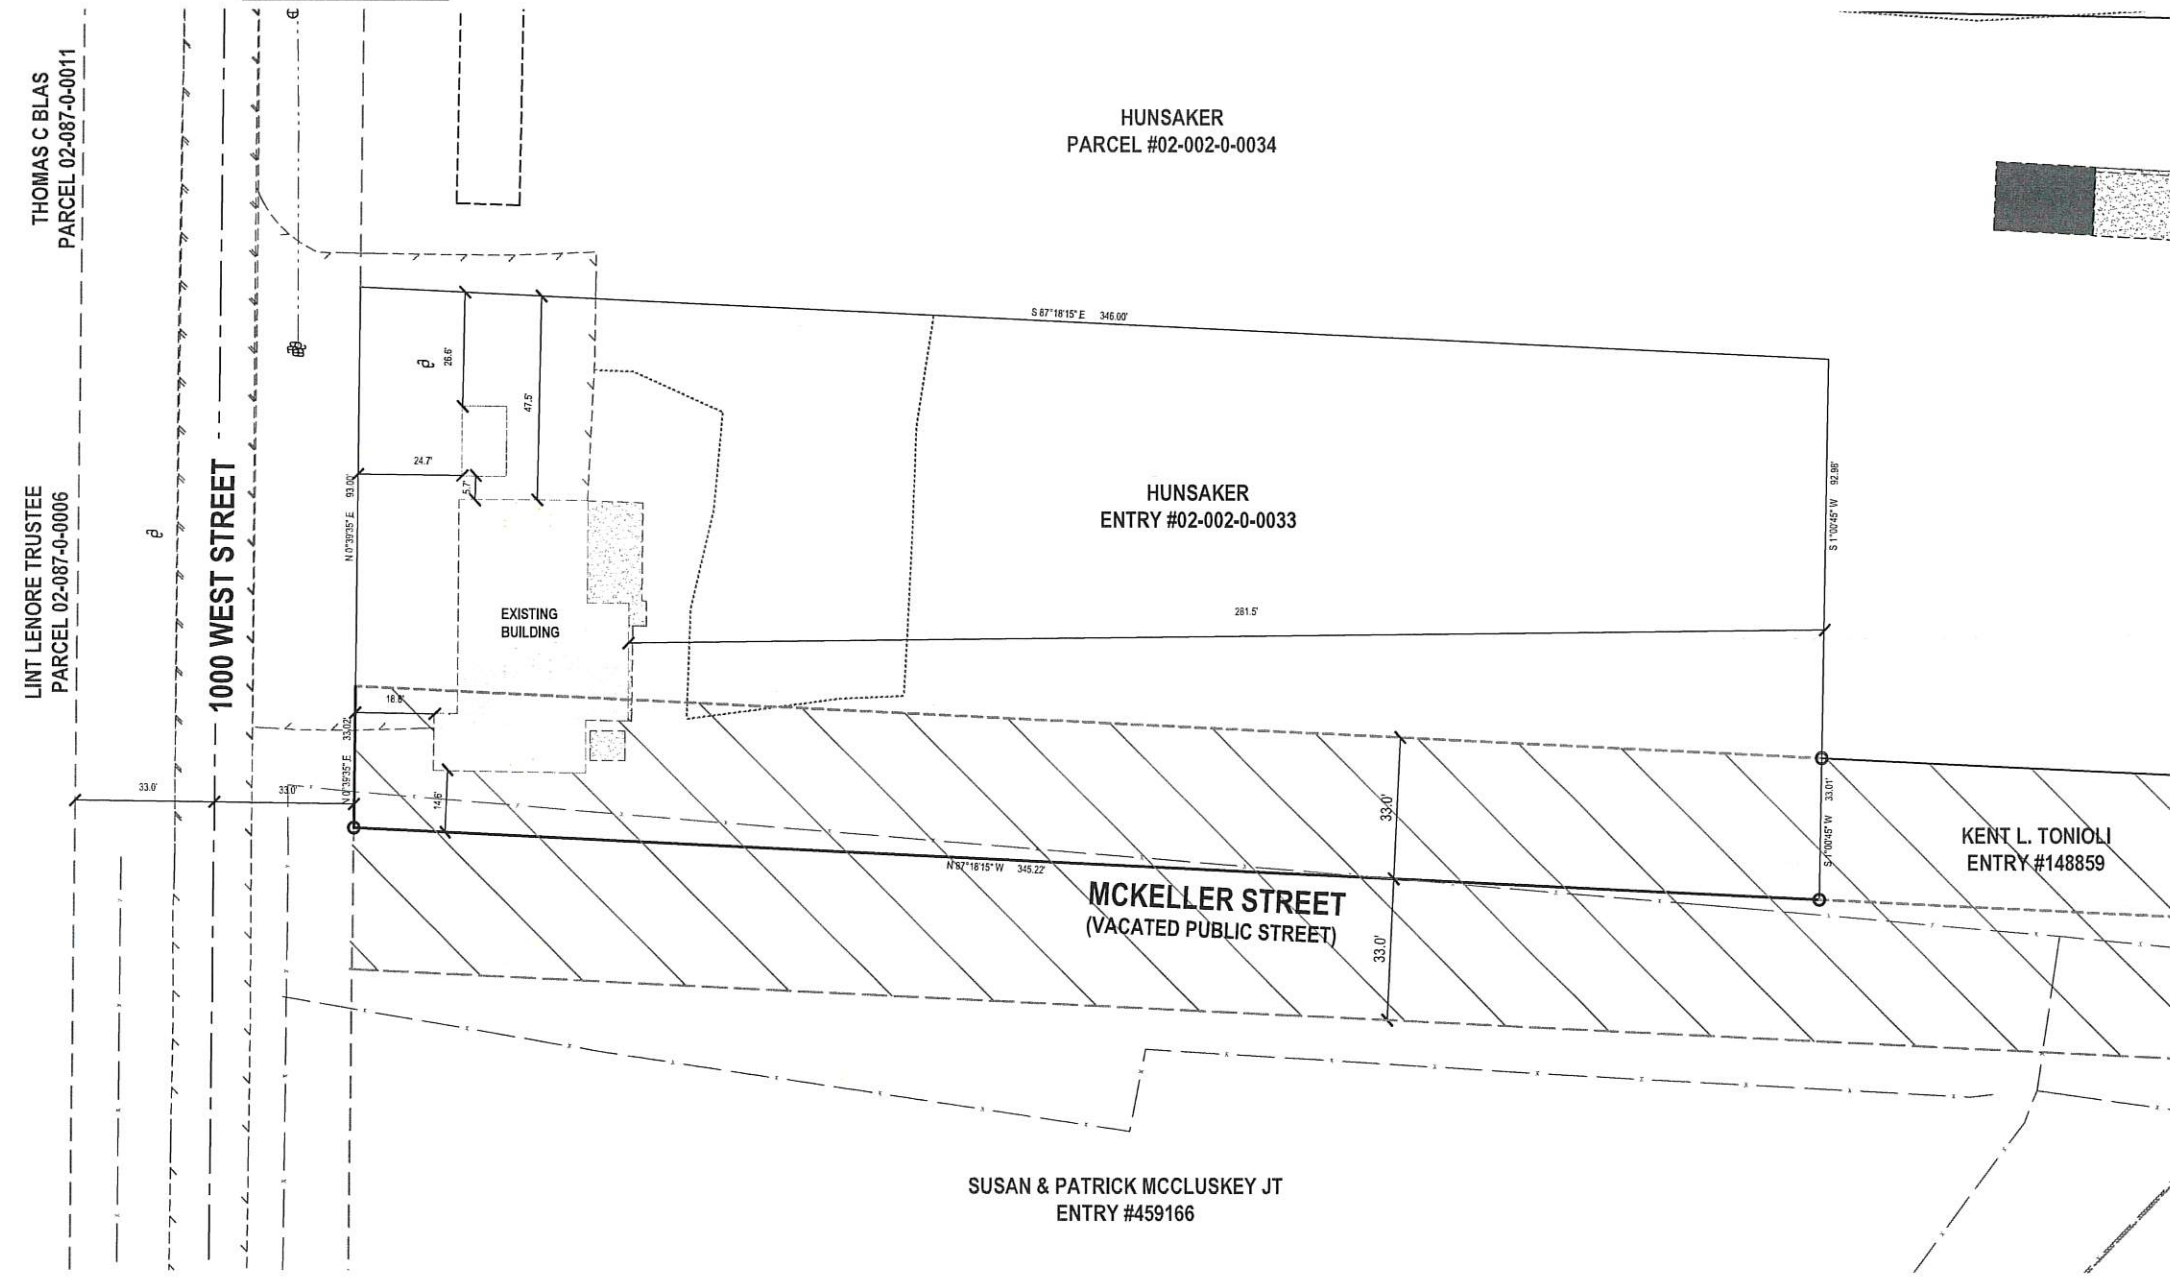 THOMAS C BLAS
PARCEL 02-087-0-0011
HUNSAKER
PARCEL #02-002-0-0034
S 87°18'15" E 346.00'
26.6'
47.5'
24.7'
5.7'
N 0°39'35" E 93.00'
S 1°00'45" W 92.98'
HUNSAKER
ENTRY #02-002-0-0033
LINT LENORE TRUSTEE
PARCEL 02-087-0-0006
1000 WEST STREET
EXISTING
BUILDING
281.5'
N 0°39'35" E 33.02'
33.0'
33.0'
14.6'
33.0'
S 1°00'45" W 33.01'
KENT L. TONIOLI
ENTRY #148859
N 87°18'15" W 345.22'
MCKELLER STREET
(VACATED PUBLIC STREET)
33.0'
SUSAN & PATRICK MCCLUSKEY JT
ENTRY #459166